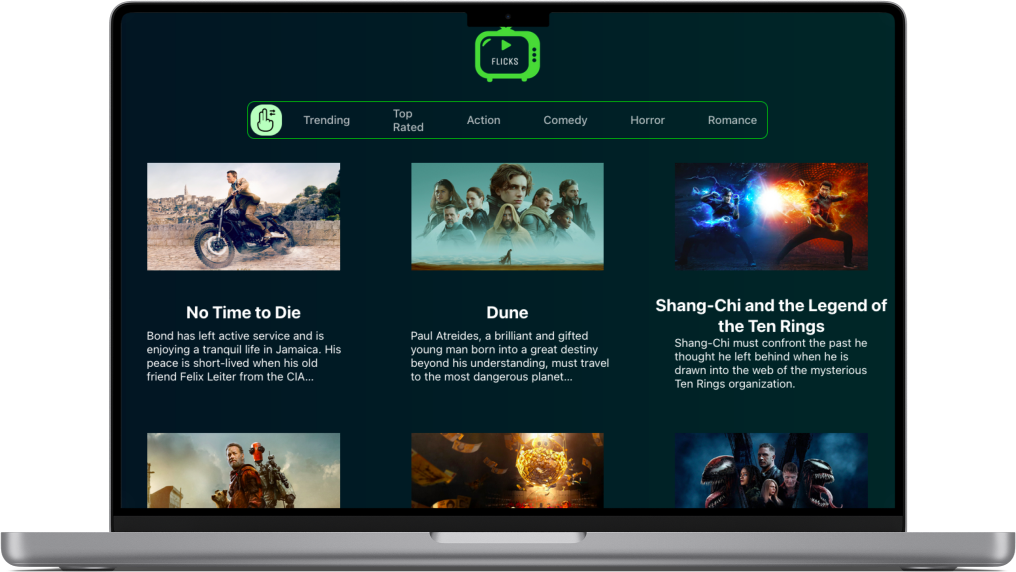 FLICKS
Trending
Top
Rated
Action
Comedy
Horror
Romance
No Time to Die
Bond has left active service and is
enjoying a tranquil life in Jamaica. His
peace is short-lived when his old
friend Felix Leiter from the CIA...
Dune
Paul Atreides, a brilliant and gifted
young man born into a great destiny
beyond his understanding, must travel
to the most dangerous planet...
Shang-Chi and the Legend of
the Ten Rings
Shang-Chi must confront the past he
thought he left behind when he is
drawn into the web of the mysterious
Ten Rings organization.